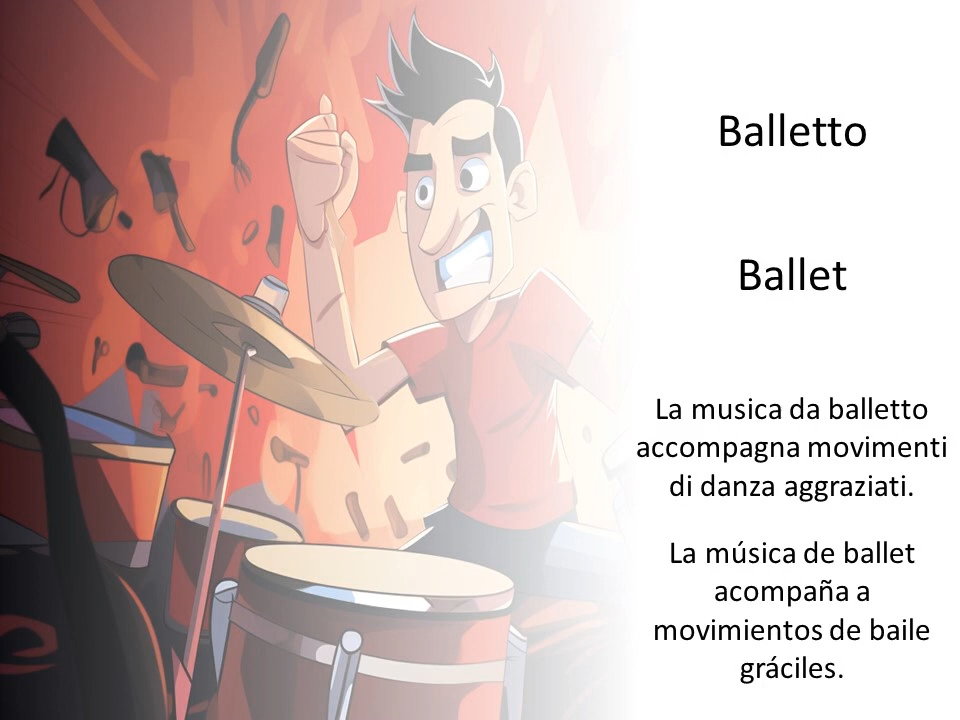 Balletto
Ballet
La musica da balletto
accompagna movimenti
di danza aggraziati.
La música de ballet
acompaña a
movimientos de baile
gráciles.